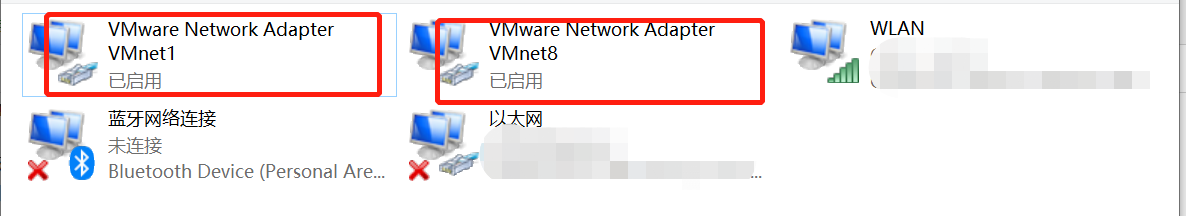 VMware Network Adapter
VMnet1
已启用
VMware Network Adapter
VMnet8
已启用
WLAN
蓝牙网络连接
未连接
Bluetooth Device (Personal Are...
以太网
...